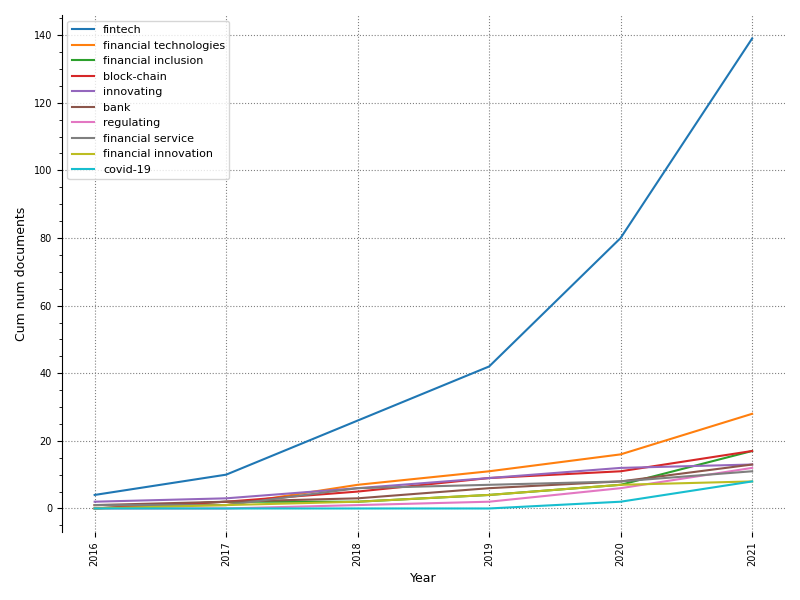 fintech
financial technologies
financial inclusion
block-chain
innovating
bank
regulating
financial service
financial innovation
covid-19
Cum num documents
140
120
100
80
60
40
20
0
2016
2017
2018
2019
2020
2021
Year